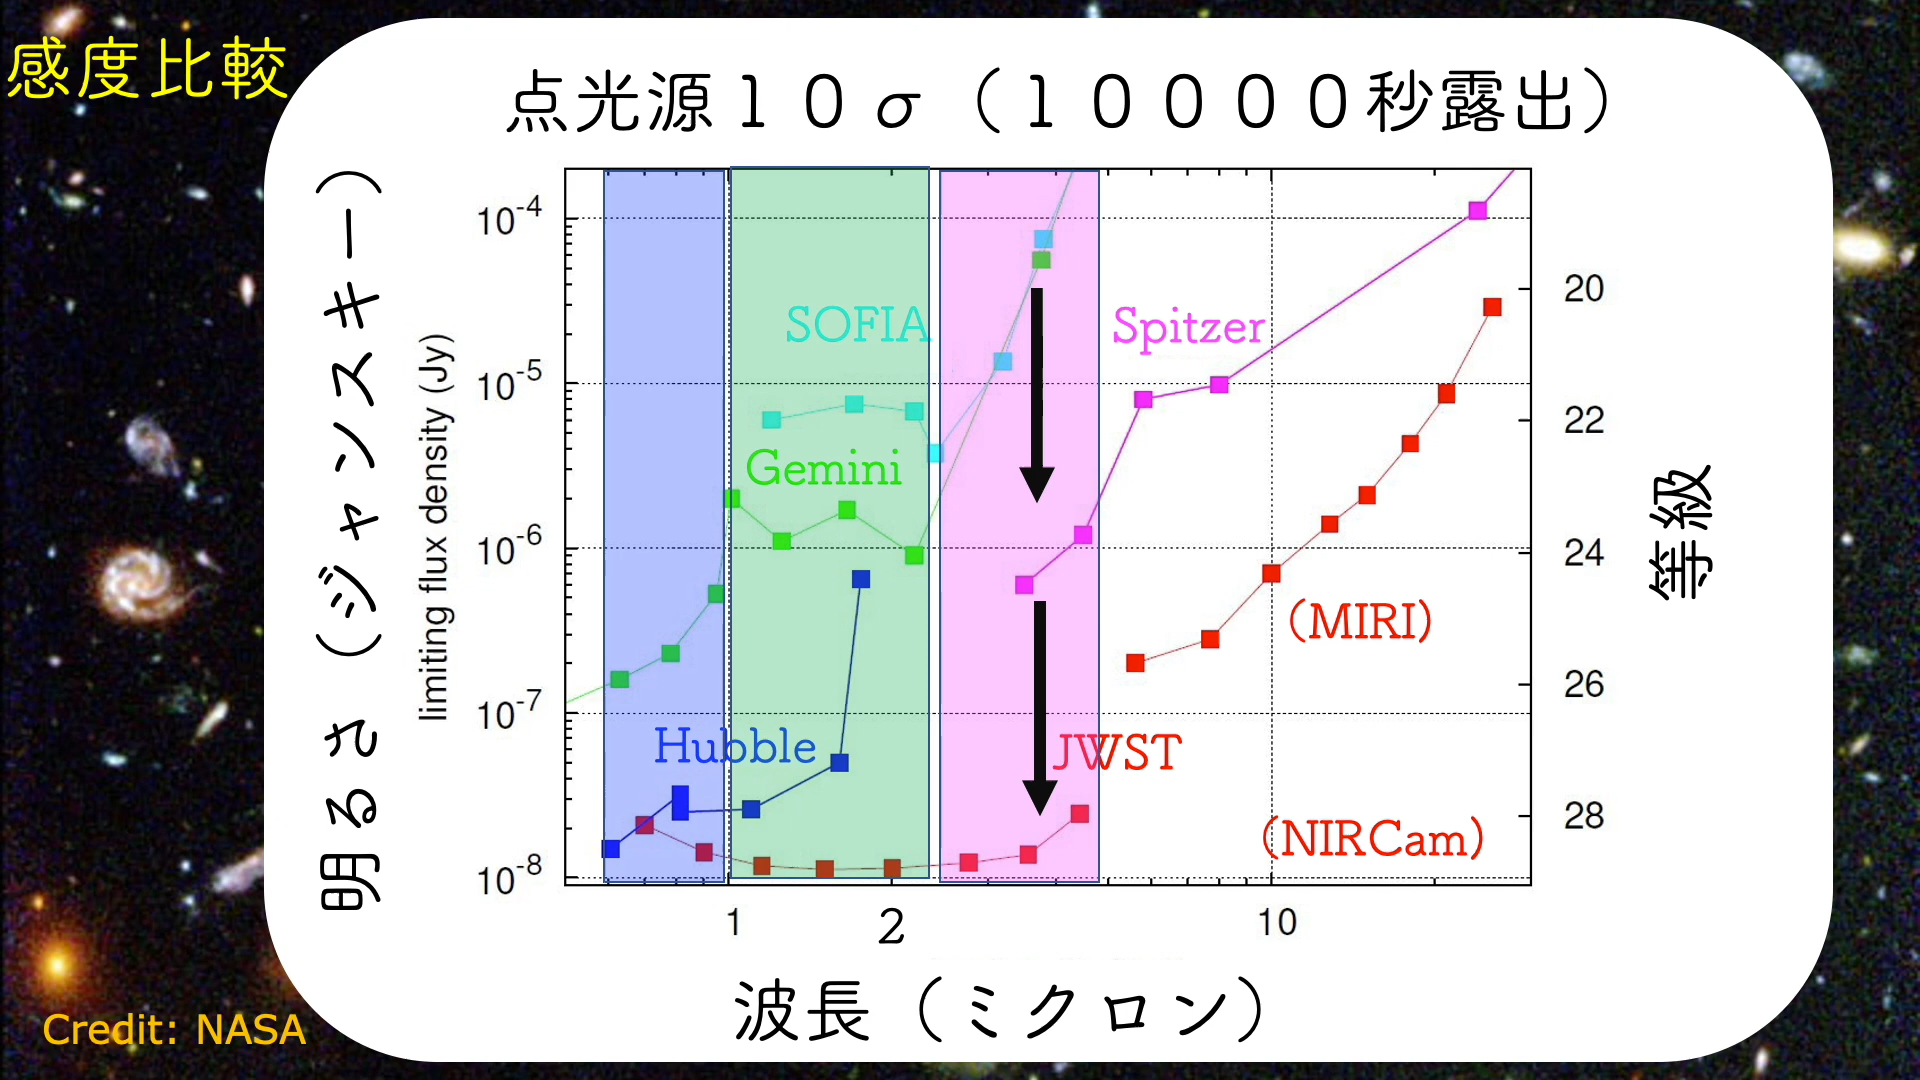 感度比較
点光源１０σ（１００００秒露出）
明るさ（ジャンスキー）
limiting flux density (Jy)
10-4
10-5
10-6
10-7
10-8
SOFIA
Spitzer
Gemini
(MIRI)
Hubble
JWST
(NIRCam)
20
22
24
26
28
等級
1
2
10
波長（ミクロン）
Credit: NASA